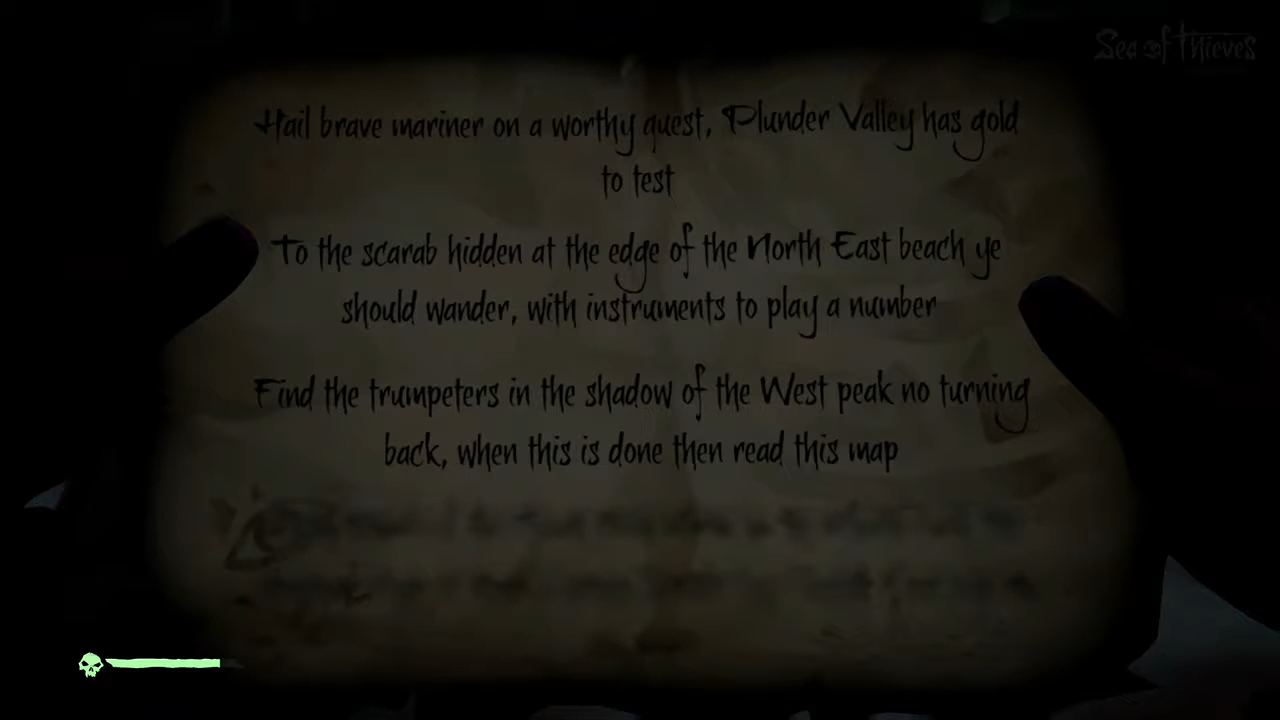 Sea of Thieves
Hail brave mariner on a worthy quest, Plunder Valley has gold
to test
To the scarab hidden at the edge of the North East beach ye
should wander, with instruments to play a number
Find the trumpeters in the shadow of the West peak no turning
back, when this is done then read this map